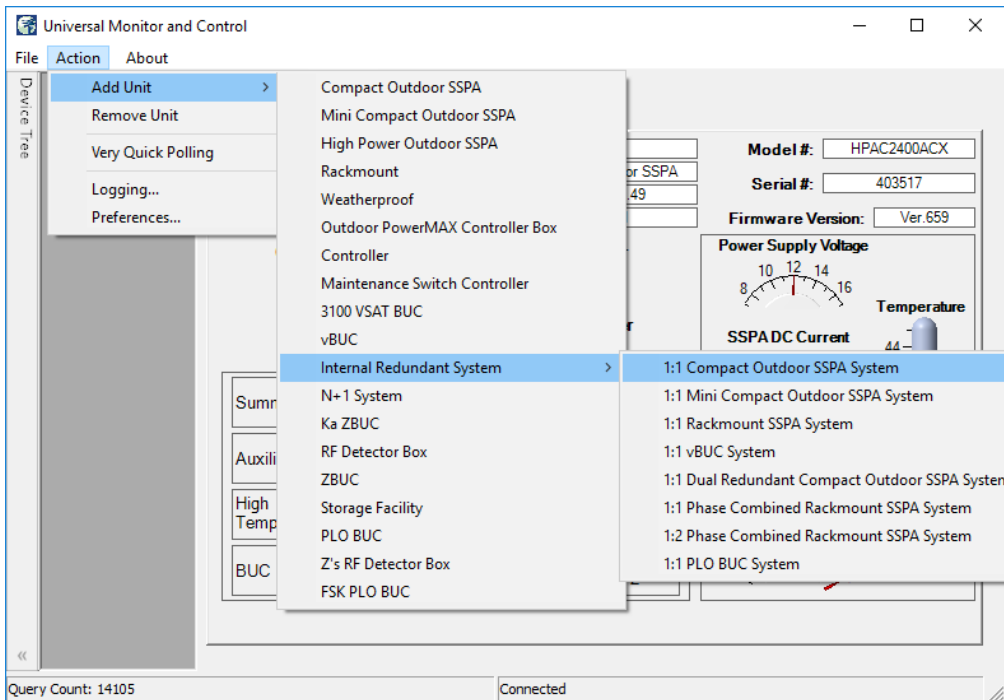 Universal Monitor and Control
File Action About
Device Tree
Add Unit
Remove Unit
Very Quick Polling
Logging...
Preferences...
Compact Outdoor SSPA
Mini Compact Outdoor SSPA
High Power Outdoor SSPA
Rackmount
Weatherproof
Outdoor PowerMAX Controller Box
Controller
Maintenance Switch Controller
3100 VSAT BUC
vBUC
Internal Redundant System
N+1 System
Ka ZBUC
RF Detector Box
ZBUC
Storage Facility
PLO BUC
Z's RF Detector Box
FSK PLO BUC
1:1 Compact Outdoor SSPA System
1:1 Mini Compact Outdoor SSPA System
1:1 Rackmount SSPA System
1:1 vBUC System
1:1 Dual Redundant Compact Outdoor SSPA System
1:1 Phase Combined Rackmount SSPA System
1:2 Phase Combined Rackmount SSPA System
1:1 PLO BUC System
SSPA
.49
Model #: HPAC2400ACX
Serial #: 403517
Firmware Version: Ver.659
Power Supply Voltage
8 10 12 14 16
Temperature
SSPA DC Current
44
High
BUC
Query Count: 14105
Connected